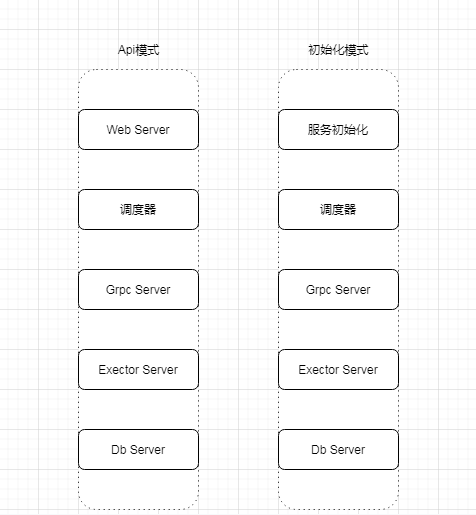 Api模式
初始化模式
Web Server
服务初始化
调度器
调度器
Grpc Server
Grpc Server
Exector Server
Exector Server
Db Server
Db Server